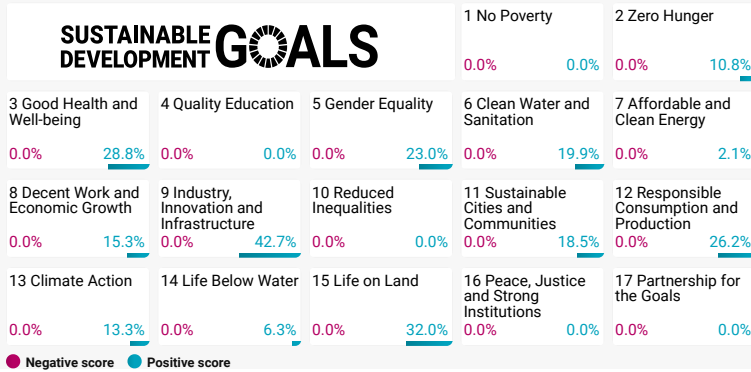 SUSTAINABLE
DEVELOPMENT GOALS
1 No Poverty
0.0% 0.0%
2 Zero Hunger
0.0% 10.8%
3 Good Health and
Well-being
0.0% 28.8%
4 Quality Education
0.0% 0.0%
5 Gender Equality
0.0% 23.0%
6 Clean Water and
Sanitation
0.0% 19.9%
7 Affordable and
Clean Energy
0.0% 2.1%
8 Decent Work and
Economic Growth
0.0% 15.3%
9 Industry,
Innovation and
Infrastructure
0.0% 42.7%
10 Reduced
Inequalities
0.0% 0.0%
11 Sustainable
Cities and
Communities
0.0% 18.5%
12 Responsible
Consumption and
Production
0.0% 26.2%
13 Climate Action
0.0% 13.3%
14 Life Below Water
0.0% 6.3%
15 Life on Land
0.0% 32.0%
16 Peace, Justice
and Strong
Institutions
0.0% 0.0%
17 Partnership for
the Goals
0.0% 0.0%
Negative score Positive score